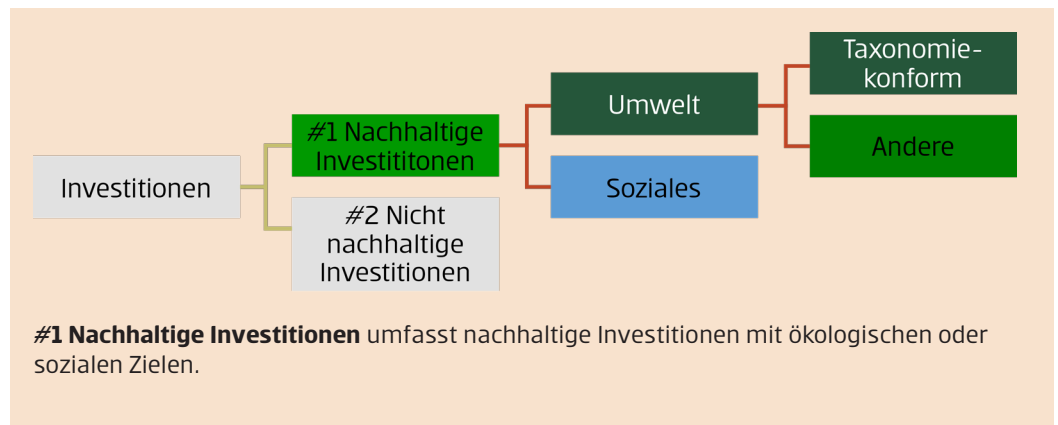 Investitionen
#1 Nachhaltige
Investititonen
#2 Nicht
nachhaltige
Investitionen
Umwelt
Soziales
Taxonomie-
konform
Andere
#1 Nachhaltige Investitionen umfasst nachhaltige Investitionen mit ökologischen oder
sozialen Zielen.